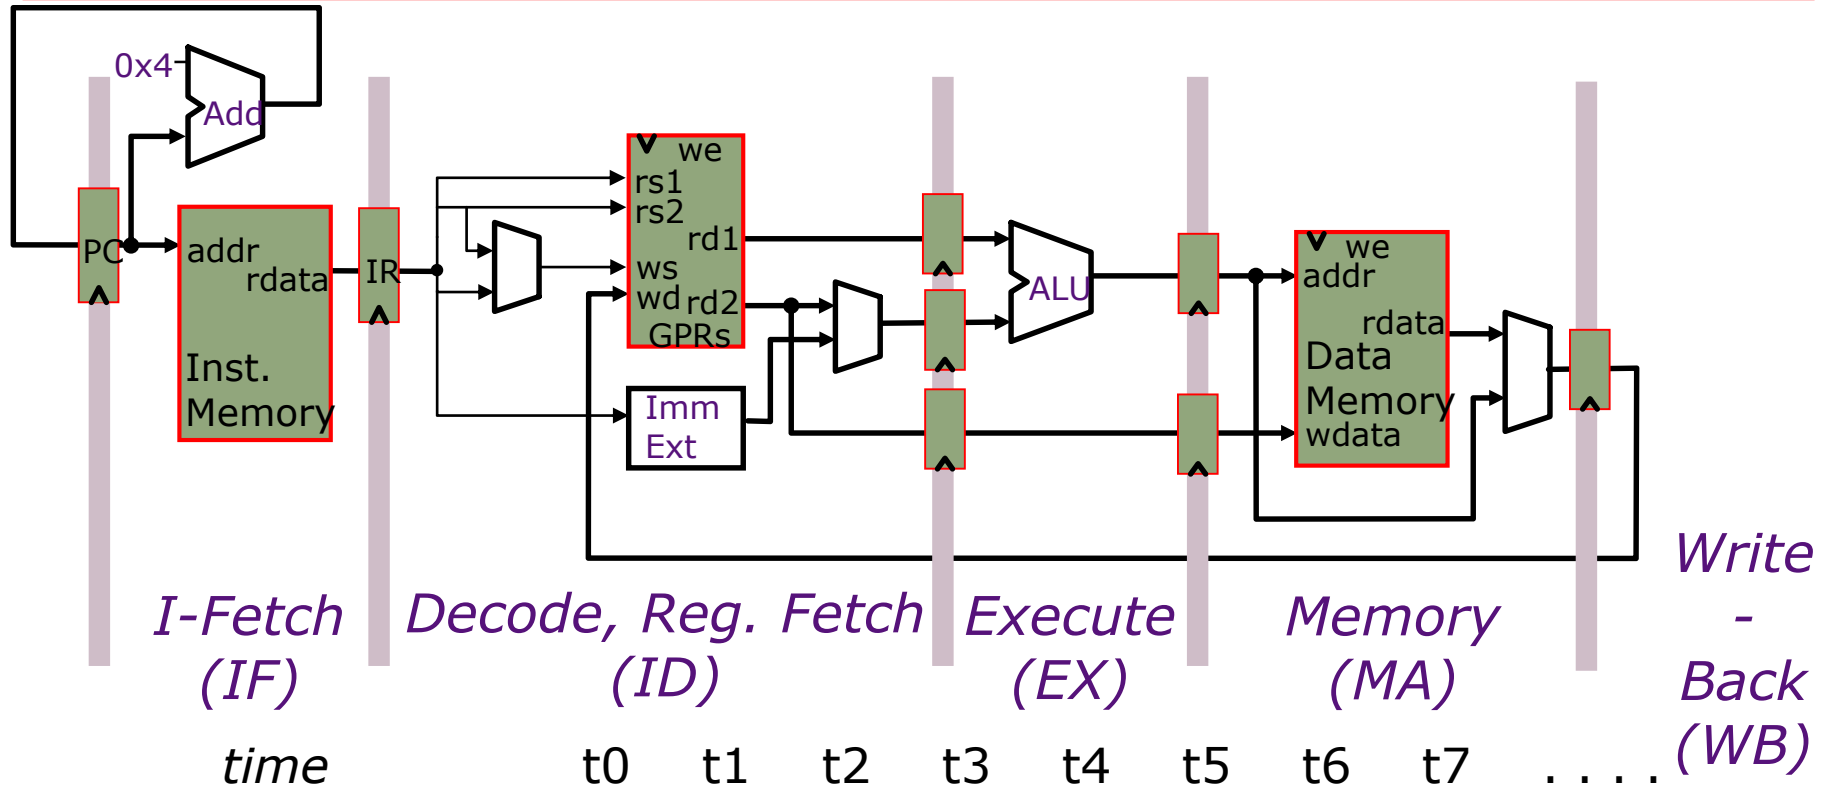 0x4
Add
PC
addr
rdata
Inst.
Memory
IR
we
rs1
rs2
rd1
ws
wd
rd2
GPRs
Imm
Ext
ALU
we
addr
rdata
Data
Memory
wdata
I-Fetch
(IF)
Decode, Reg. Fetch
(ID)
Execute
(EX)
Memory
(MA)
Write
-
Back
(WB)
time t0 t1 t2 t3 t4 t5 t6 t7 . . . .